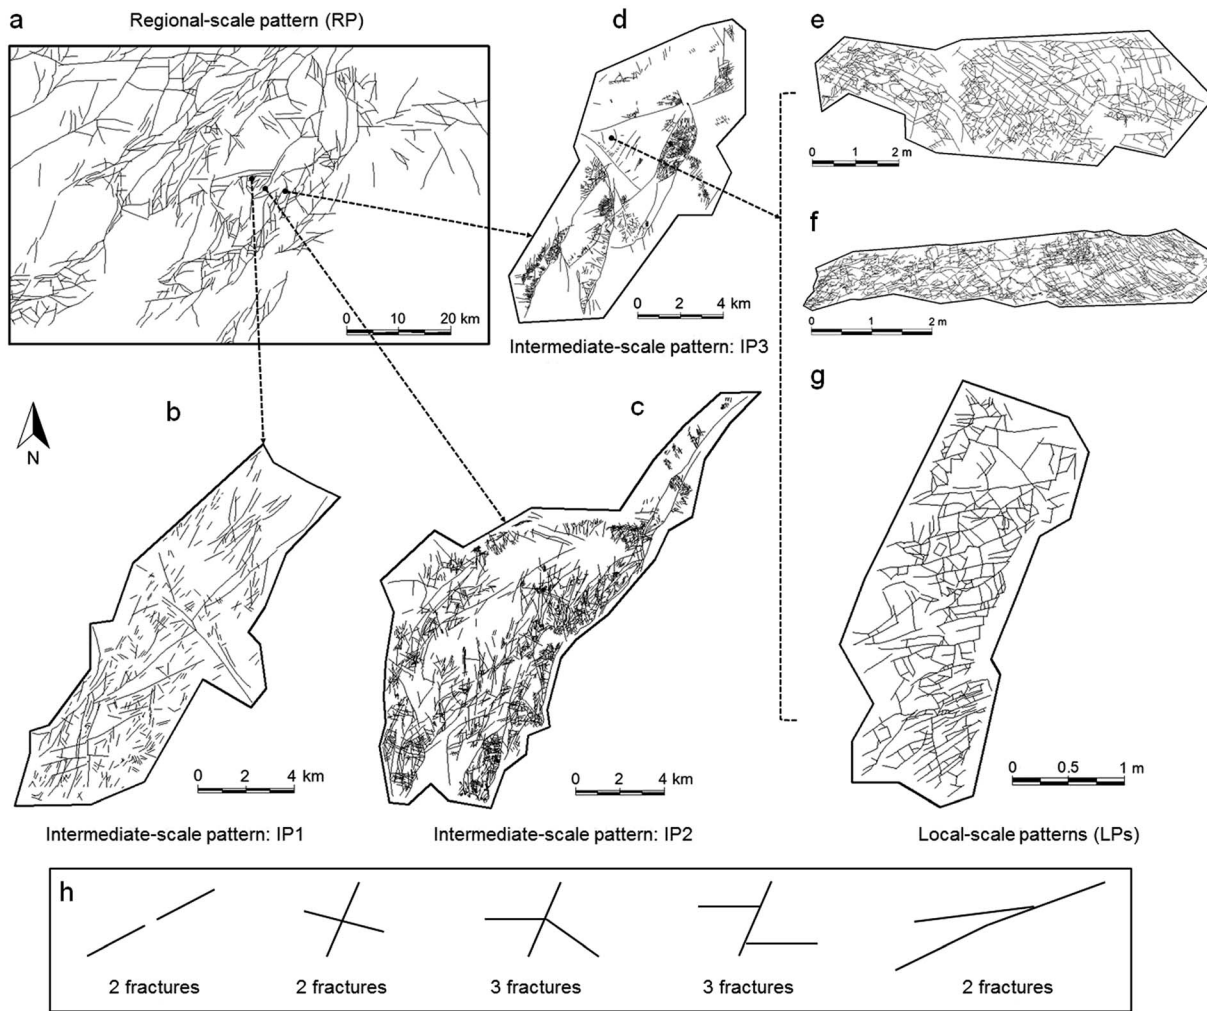 a
Regional-scale pattern (RP)
0 10 20 km
d
0 2 4 km
Intermediate-scale pattern: IP3
e
0 1 2 m
f
0 1 2 m
g
0 0.5 1 m
Local-scale patterns (LPs)
N
b
0 2 4 km
Intermediate-scale pattern: IP1
c
0 2 4 km
Intermediate-scale pattern: IP2
h
2 fractures 2 fractures 3 fractures 3 fractures 2 fractures